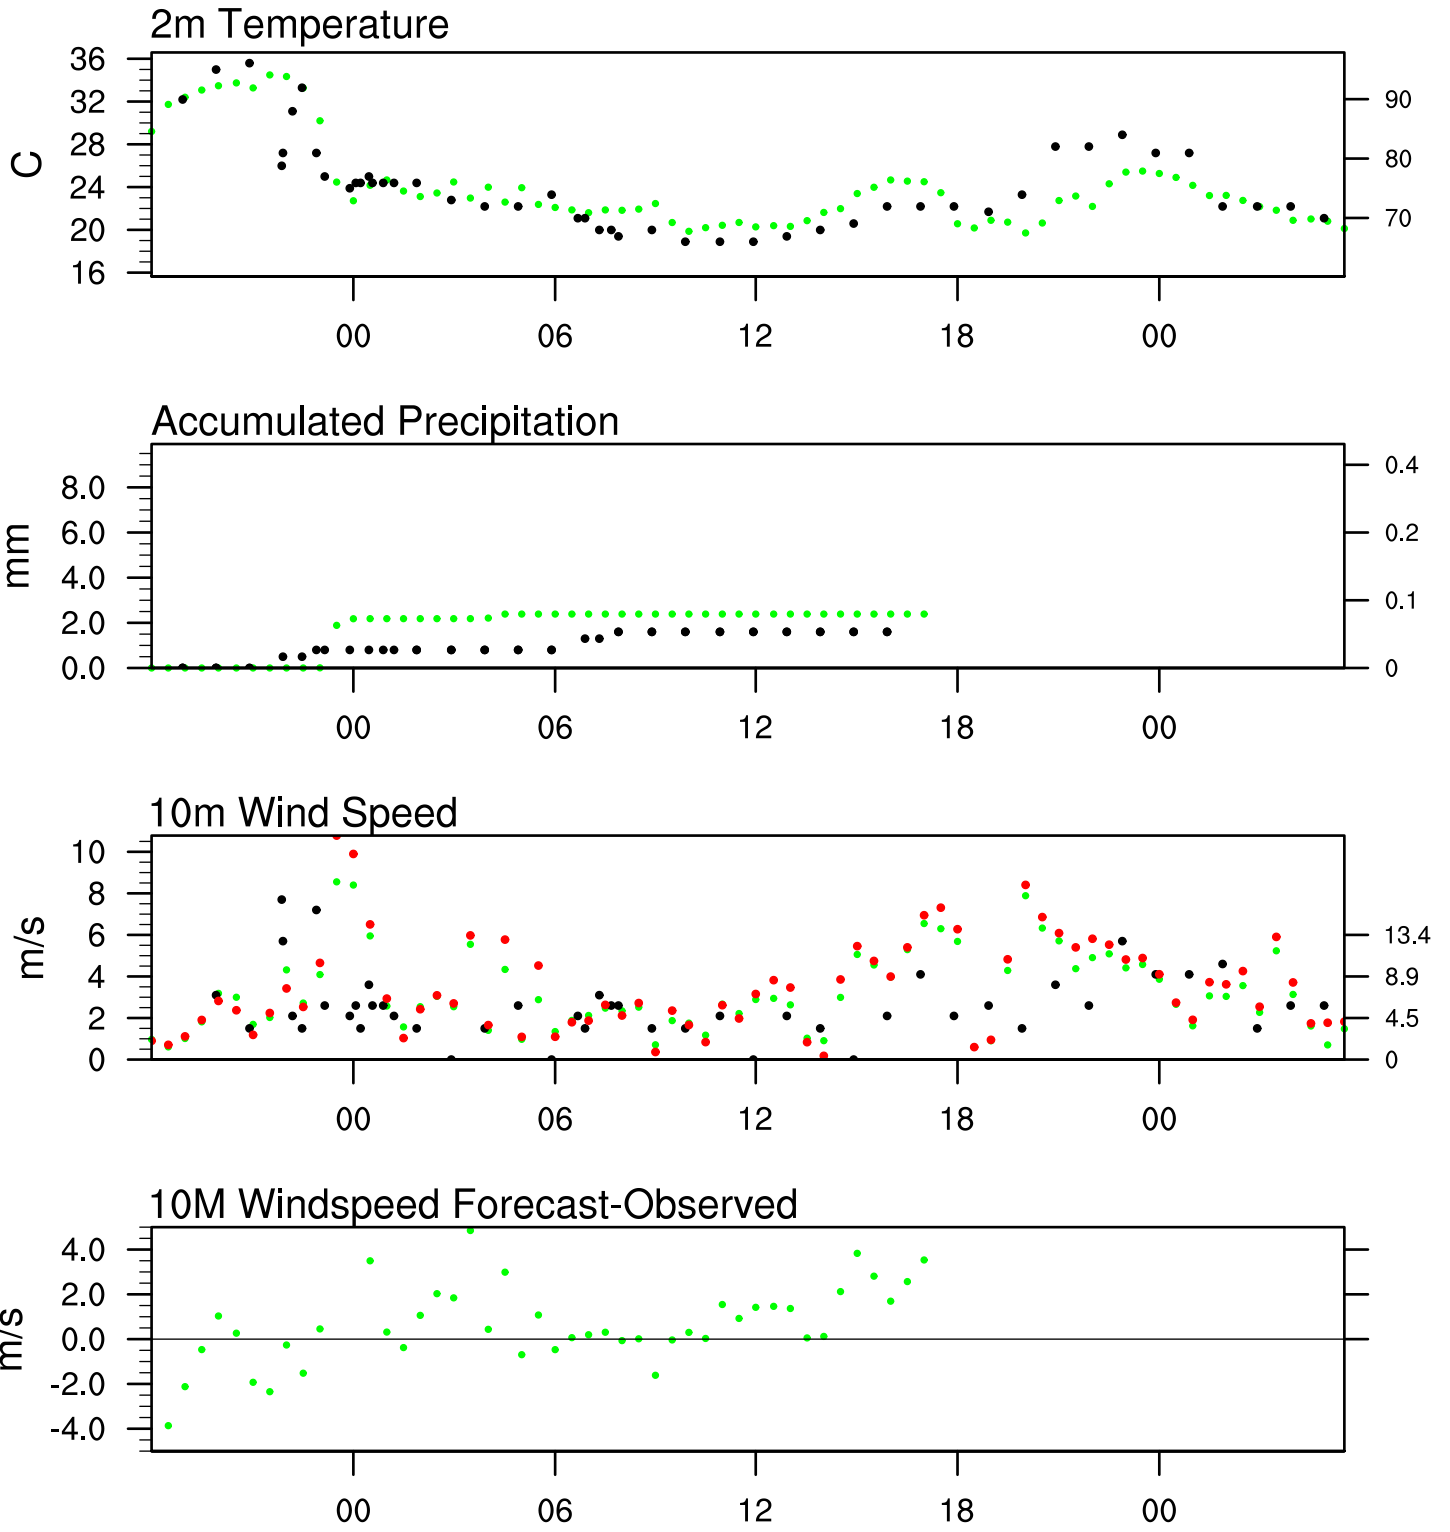 2m Temperature
36
32
28
24
20
16
C
90
80
70
00 06 12 18 00
Accumulated Precipitation
8.0
6.0
4.0
2.0
0.0
mm
0.4
0.2
0.1
0
00 06 12 18 00
10m Wind Speed
10
8
6
4
2
0
m/s
13.4
8.9
4.5
0
00 06 12 18 00
10M Windspeed Forecast-Observed
4.0
2.0
0.0
-2.0
-4.0
m/s
00 06 12 18 00